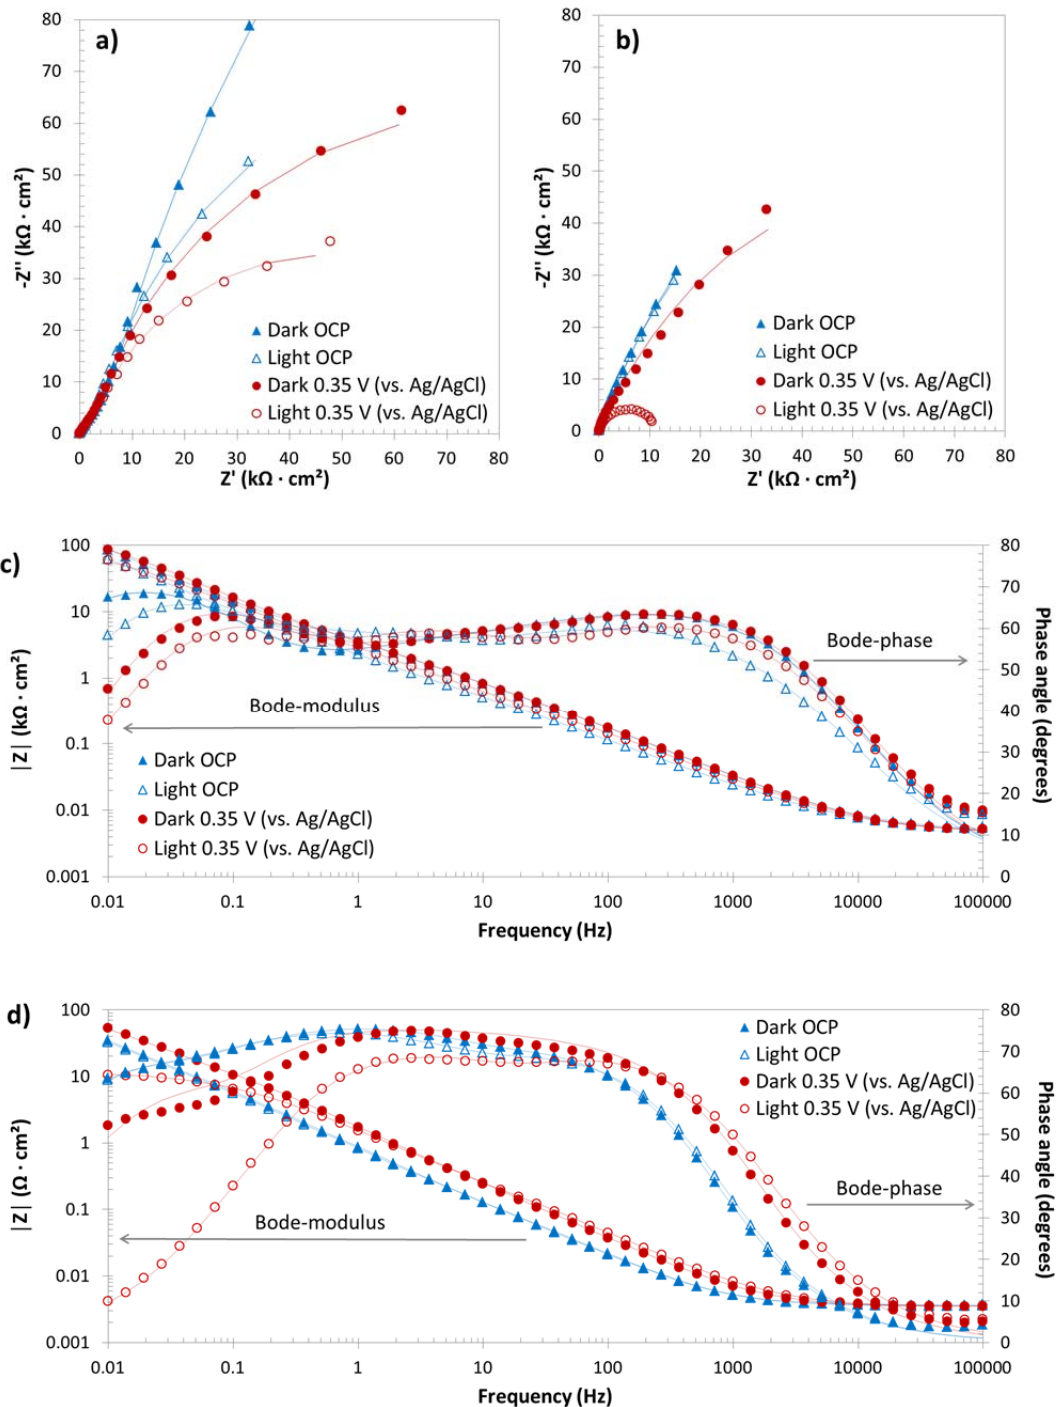 a)
80
70
60
50
40
30
20
10
0
-Z'' (kΩ · cm²)
Dark OCP
Light OCP
Dark 0.35 V (vs. Ag/AgCl)
Light 0.35 V (vs. Ag/AgCl)
0 10 20 30 40 50 60 70 80
Z' (kΩ · cm²)
b)
80
70
60
50
40
30
20
10
0
-Z'' (kΩ · cm²)
Dark OCP
Light OCP
Dark 0.35 V (vs. Ag/AgCl)
Light 0.35 V (vs. Ag/AgCl)
0 10 20 30 40 50 60 70 80
Z' (kΩ · cm²)
c)
100
10
1
0.1
0.01
0.001
|Z| (kΩ · cm²)
Bode-phase
Bode-modulus
Dark OCP
Light OCP
Dark 0.35 V (vs. Ag/AgCl)
Light 0.35 V (vs. Ag/AgCl)
80
70
60
50
40
30
20
10
0
Phase angle (degrees)
0.01 0.1 1 10 100 1000 10000 100000
Frequency (Hz)
d)
100
10
1
0.1
0.01
0.001
|Z| (Ω · cm²)
Dark OCP
Light OCP
Dark 0.35 V (vs. Ag/AgCl)
Light 0.35 V (vs. Ag/AgCl)
Bode-phase
Bode-modulus
80
70
60
50
40
30
20
10
0
Phase angle (degrees)
0.01 0.1 1 10 100 1000 10000 100000
Frequency (Hz)